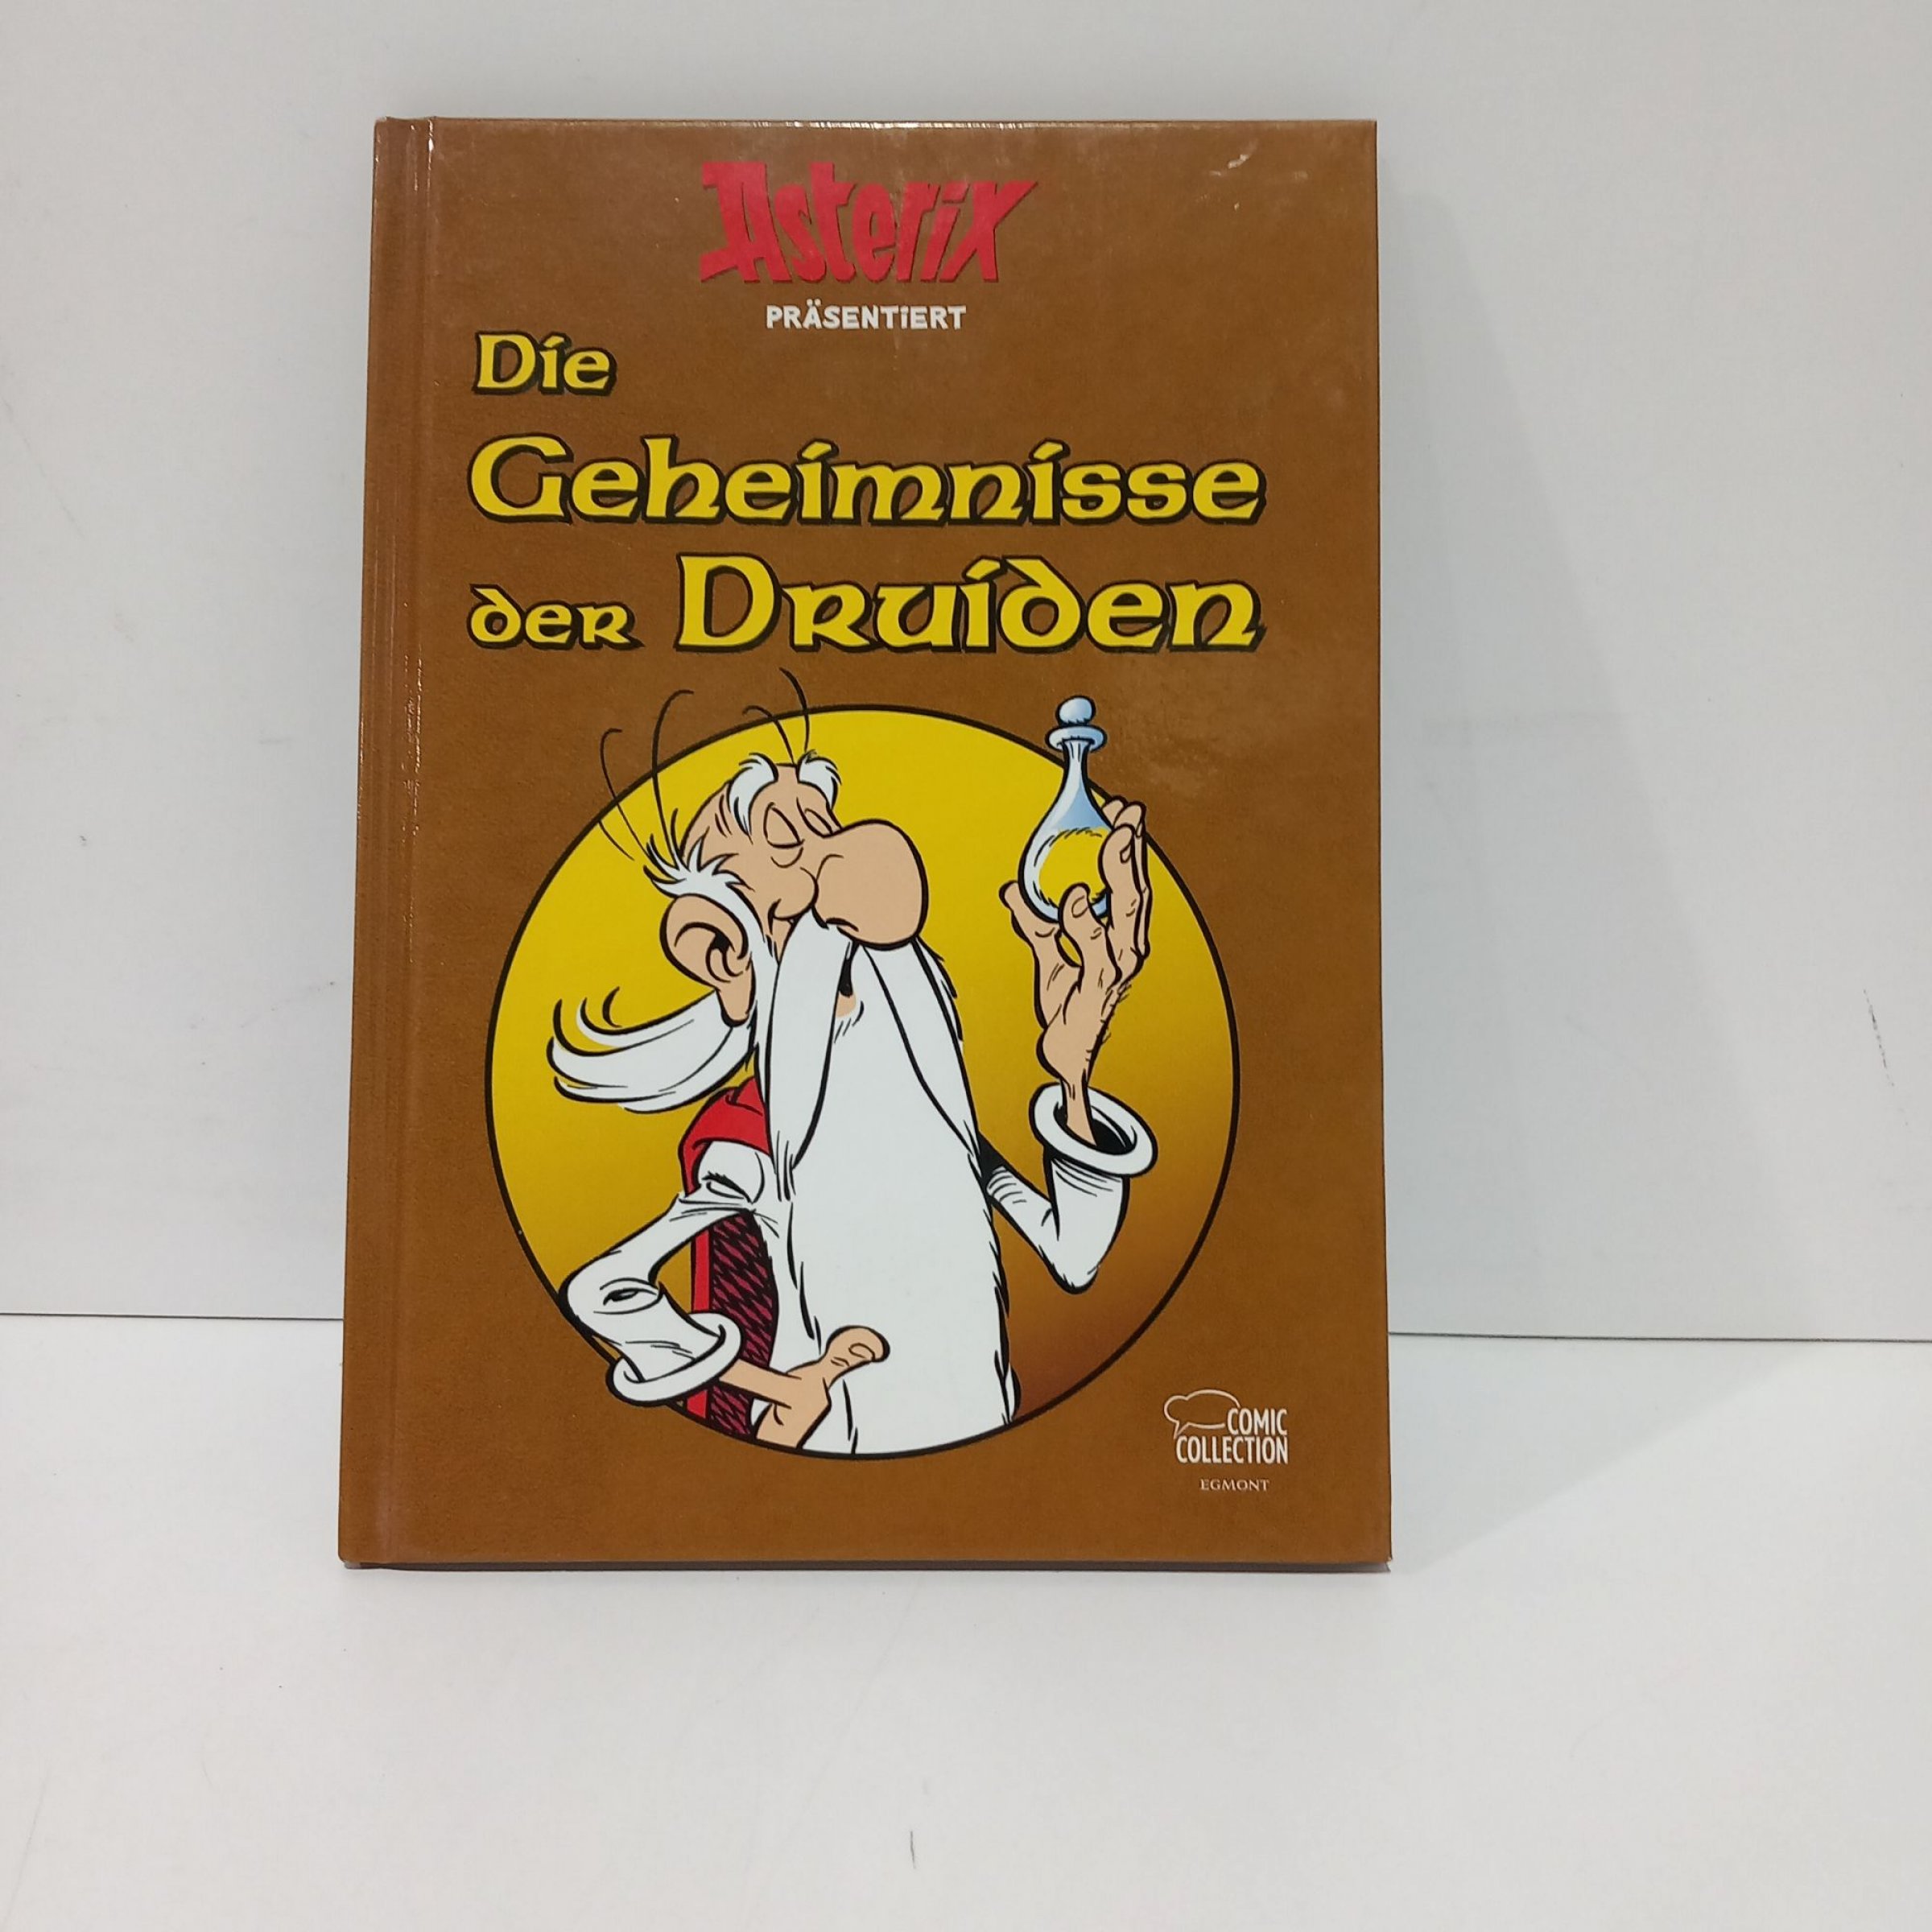 Asterix
PRÄSENTiERT
Die
Geheimnisse
der Druiden
COMIC
COLLECTION
EGMONT